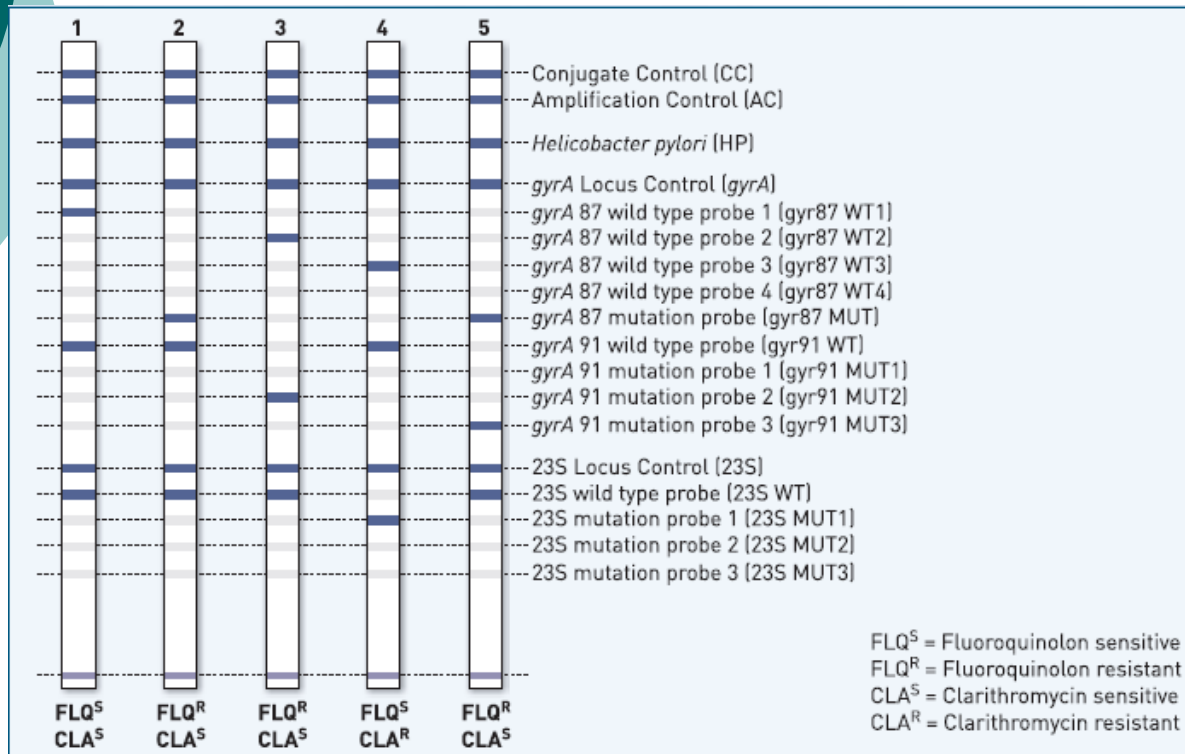 1 2 3 4 5
Conjugate Control (CC)
Amplification Control (AC)
Helicobacter pylori (HP)
gyrA Locus Control (gyrA)
gyrA 87 wild type probe 1 (gyr87 WT1)
gyrA 87 wild type probe 2 (gyr87 WT2)
gyrA 87 wild type probe 3 (gyr87 WT3)
gyrA 87 wild type probe 4 (gyr87 WT4)
gyrA 87 mutation probe (gyr87 MUT)
gyrA 91 wild type probe (gyr91 WT)
gyrA 91 mutation probe 1 (gyr91 MUT1)
gyrA 91 mutation probe 2 (gyr91 MUT2)
gyrA 91 mutation probe 3 (gyr91 MUT3)
23S Locus Control (23S)
23S wild type probe (23S WT)
23S mutation probe 1 (23S MUT1)
23S mutation probe 2 (23S MUT2)
23S mutation probe 3 (23S MUT3)
FLQS = Fluoroquinolon sensitive
FLQR = Fluoroquinolon resistant
CLAS = Clarithromycin sensitive
CLAR = Clarithromycin resistant
FLQS FLQR FLQR FLQS FLQR
CLAS CLAS CLAS CLAR CLAS